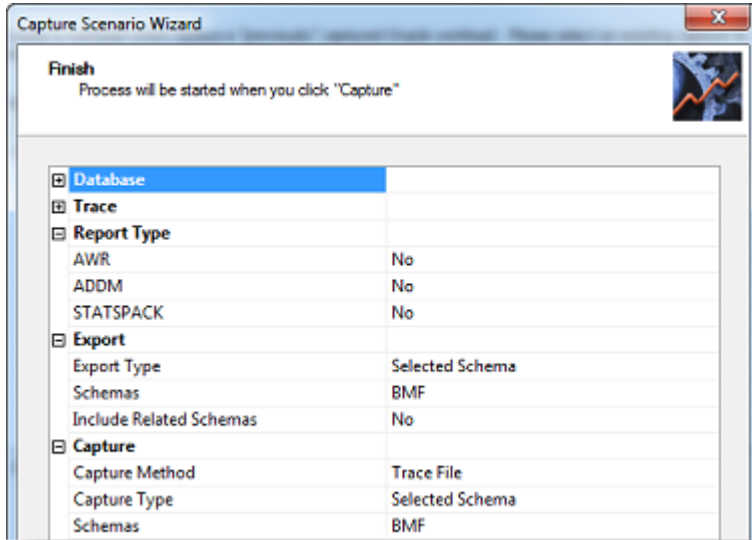 Capture Scenario Wizard
Finish
Process will be started when you click "Capture"
Database
Trace
Report Type
AWR No
ADDM No
STATSPACK No
Export
Export Type Selected Schema
Schemas BMF
Include Related Schemas No
Capture
Capture Method Trace File
Capture Type Selected Schema
Schemas BMF